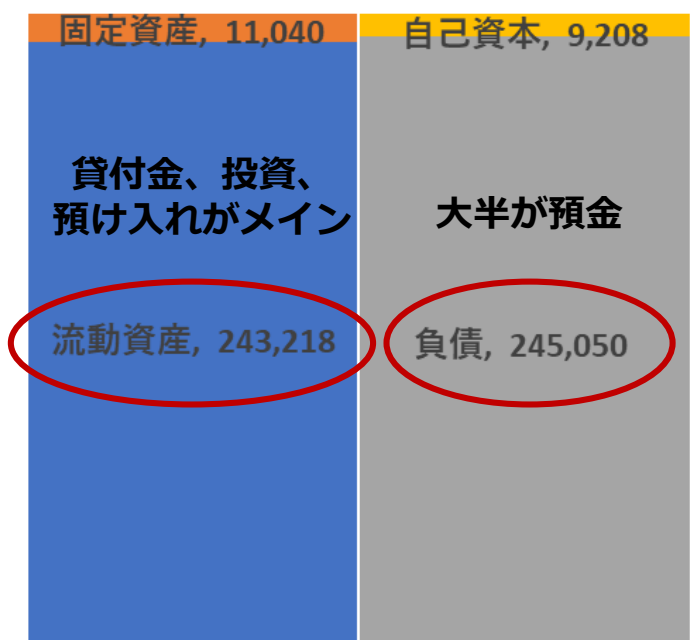 固定資産, 11,040
自己資本, 9,208
貸付金、投資、
預け入れがメイン
大半が預金
流動資産, 243,218
負債, 245,050